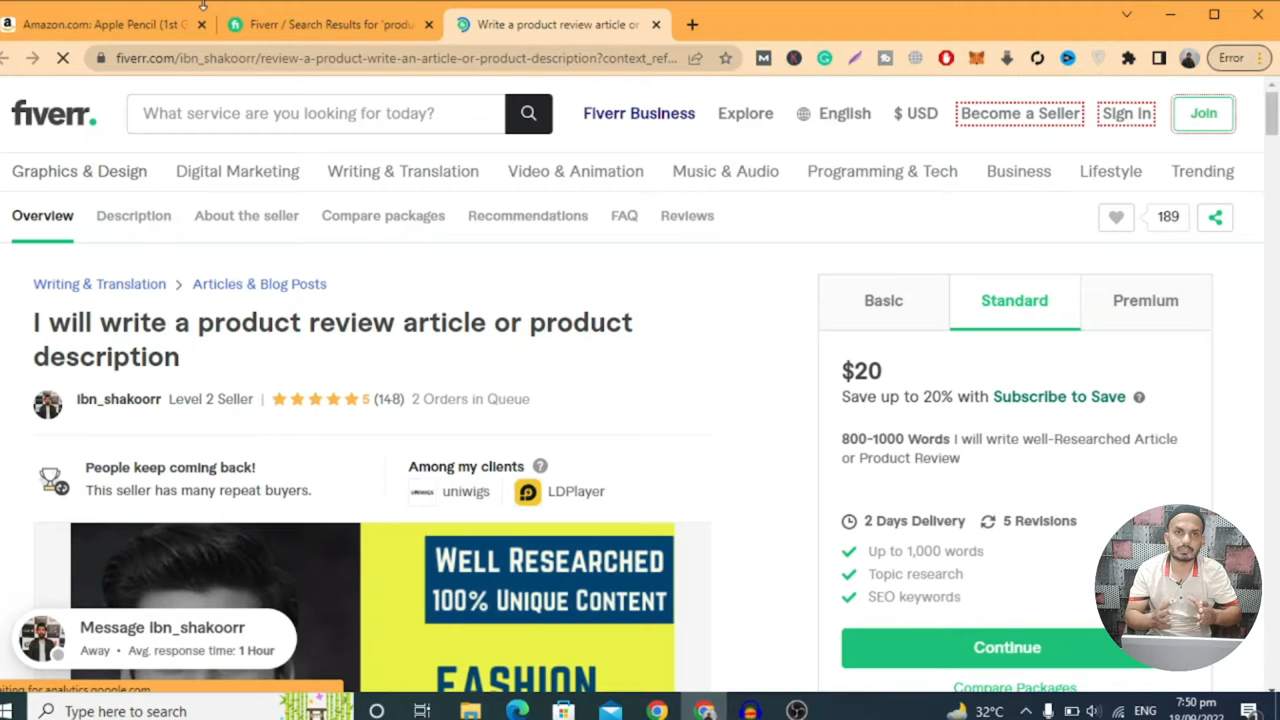 Amazon.com: Apple Pencil (1st G
Fiverr / Search Results for 'produ
Write a product review article or
fiverr.com/ibn_shakoorr/review-a-product-write-an-article-or-product-description?context_ref...
Error
fiverr.
What service are you looking for today?
Fiverr Business
Explore
English
$ USD
Become a Seller
Sign In
Join
Graphics & Design
Digital Marketing
Writing & Translation
Video & Animation
Music & Audio
Programming & Tech
Business
Lifestyle
Trending
Overview
Description
About the seller
Compare packages
Recommendations
FAQ
Reviews
189
Writing & Translation > Articles & Blog Posts
I will write a product review article or product
description
Ibn_shakoorr Level 2 Seller | 5 (148) 2 Orders in Queue
People keep coming back!
This seller has many repeat buyers.
Among my clients
uniwigs
LDPlayer
WELL RESEARCHED
100% UNIQUE CONTENT
FASHION
Message Ibn_shakoorr
Away • Avg. response time: 1 Hour
Basic
Standard
Premium
$20
Save up to 20% with Subscribe to Save
800-1000 Words I will write well-Researched Article
or Product Review
2 Days Delivery
5 Revisions
Up to 1,000 words
Topic research
SEO keywords
Continue
Compare Packages
iting for analytics.google.com
Type here to search
32°C
ENG
7:50 pm
18/09/2022